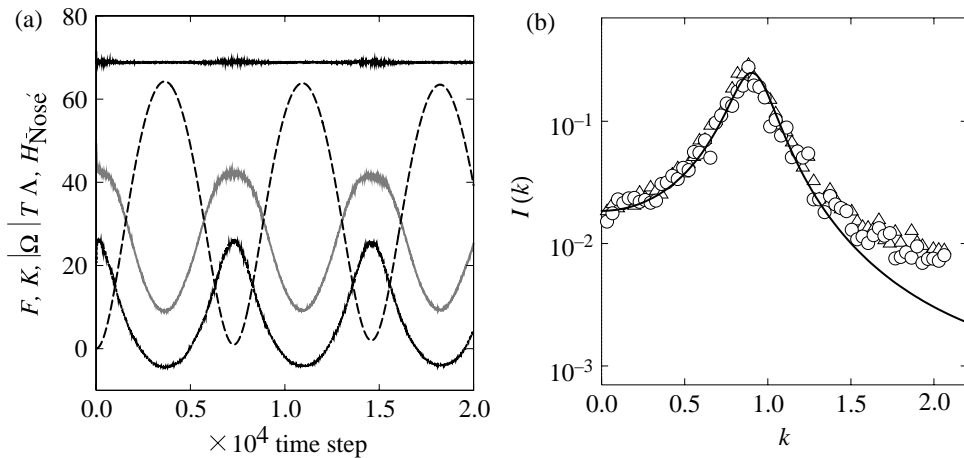 (a)
80
60
40
20
0
F, K, |Ω| T Λ, H_Nosé
0.0 0.5 1.0 1.5 2.0
×10⁴ time step
(b)
10⁻¹
10⁻²
10⁻³
I (k)
0.0 0.5 1.0 1.5 2.0
k